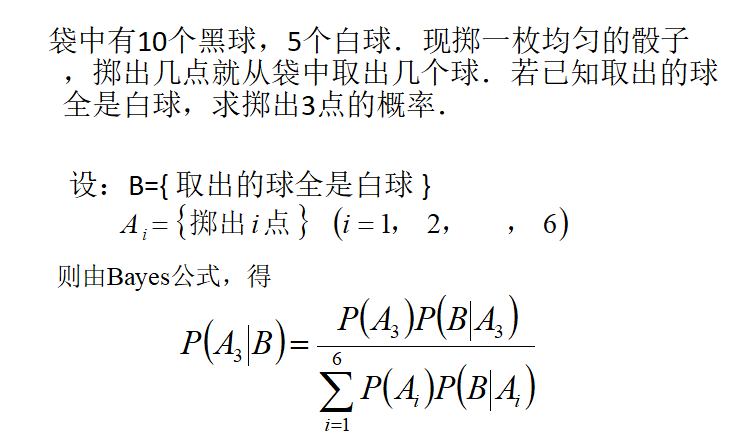 袋中有10个黑球，5个白球．现掷一枚均匀的骰子
，掷出几点就从袋中取出几个球．若已知取出的球
全是白球，求掷出3点的概率．
设：B={ 取出的球全是白球 }
A_i = {掷出 i 点} (i = 1， 2， ， 6)
则由Bayes公式，得
P(A_3|B) = \frac{P(A_3)P(B|A_3)}{\sum_{i=1}^{6} P(A_i)P(B|A_i)}